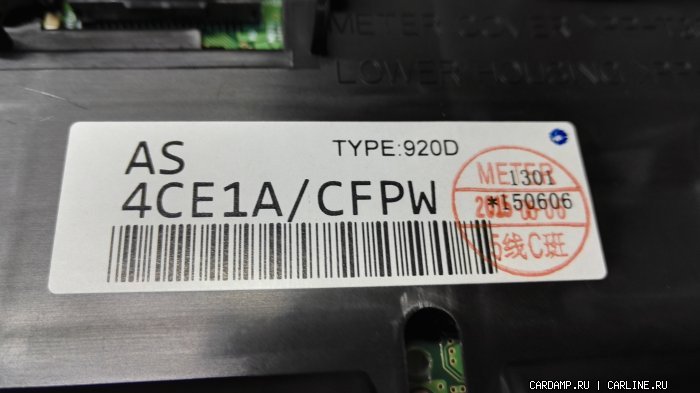 METER COVER
LOWER HOUSING
AS
TYPE:920D
4CE1A/CFPW
METER
1301
*150606
5线C班
CARDAMP.RU | CARLINE.RU